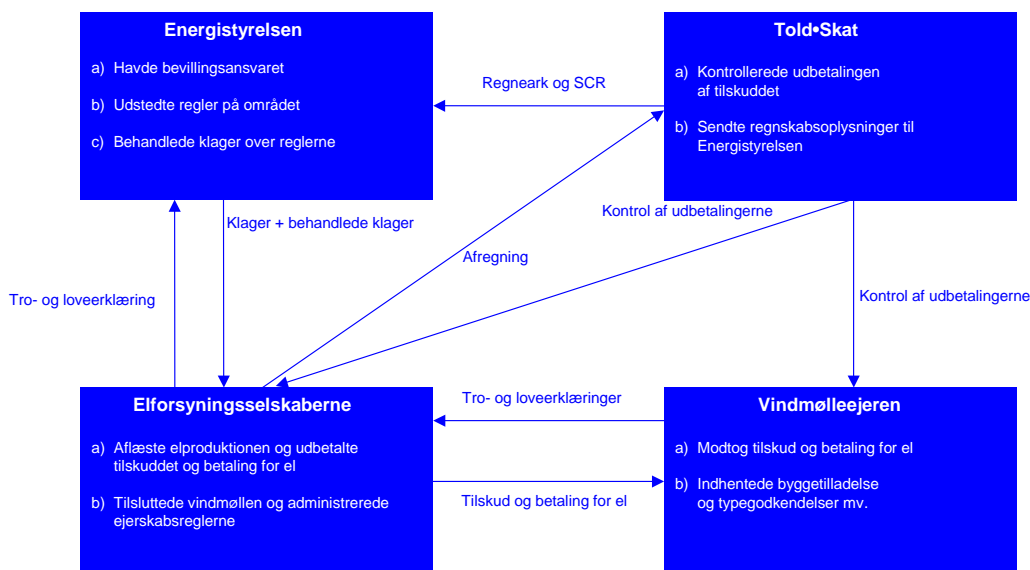 Energistyrelsen
a) Havde bevillingsansvaret
b) Udstedte regler på området
c) Behandlede klager over reglerne
Regneark og SCR
Told•Skat
a) Kontrollerede udbetalingen
af tilskuddet
b) Sendte regnskabsoplysninger til
Energistyrelsen
Klager + behandlede klager
Kontrol af udbetalingerne
Afregning
Tro- og loveerklæring
Kontrol af udbetalingerne
Elforsyningsselskaberne
a) Aflæste elproduktionen og udbetalte
tilskuddet og betaling for el
b) Tilsluttede vindmøllen og administrerede
ejerskabsreglerne
Tro- og loveerklæringer
Tilskud og betaling for el
Vindmølleejeren
a) Modtog tilskud og betaling for el
b) Indhentede byggetilladelse
og typegodkendelser mv.